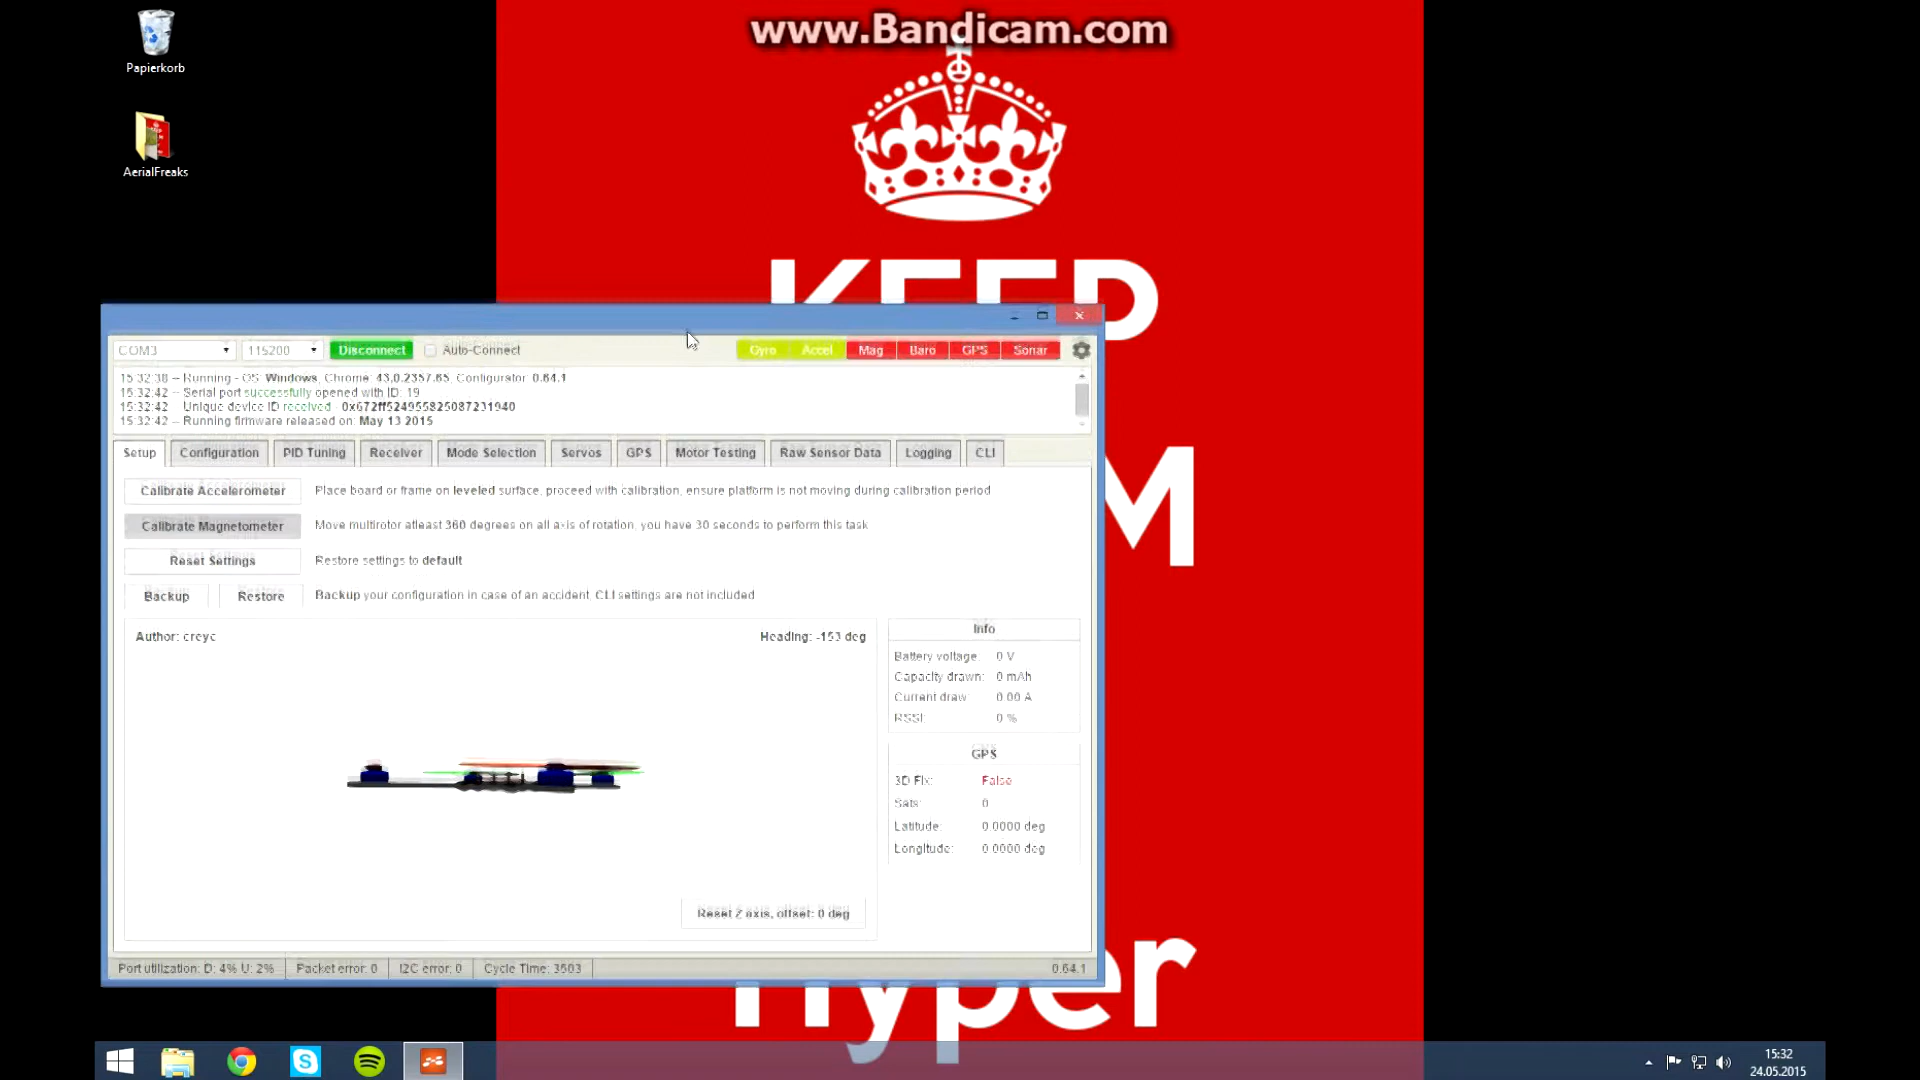 www.Bandicam.com
Papierkorb
AerialFreaks
KEEP
M
Hyper
COM3 115200 Disconnect Auto-Connect Gyro Accel Mag Baro GPS Sonar
15:32:38 -- Running - OS: Windows, Chrome: 43.0.2357.65, Configurator: 0.64.1
15:32:42 -- Serial port successfully opened with ID: 19
15:32:42 -- Unique device ID received - 0x672ff524955825087231940
15:32:42 -- Running firmware released on: May 13 2015
Setup Configuration PID Tuning Receiver Mode Selection Servos GPS Motor Testing Raw Sensor Data Logging CLI
Calibrate Accelerometer Place board or frame on leveled surface, proceed with calibration, ensure platform is not moving during calibration period
Calibrate Magnetometer Move multirotor atleast 360 degrees on all axis of rotation, you have 30 seconds to perform this task
Reset Settings Restore settings to default
Backup Restore Backup your configuration in case of an accident, CLI settings are not included
Author: creyc Heading: -153 deg
Info
Battery voltage: 0 V
Capacity drawn: 0 mAh
Current draw: 0.00 A
RSSI: 0 %
GPS
3D Fix: False
Sats: 0
Latitude: 0.0000 deg
Longitude: 0.0000 deg
Reset Z axis, offset: 0 deg
Port utilization: D: 4% U: 2% Packet error: 0 I2C error: 0 Cycle Time: 3503 0.64.1
15:32
24.05.2015